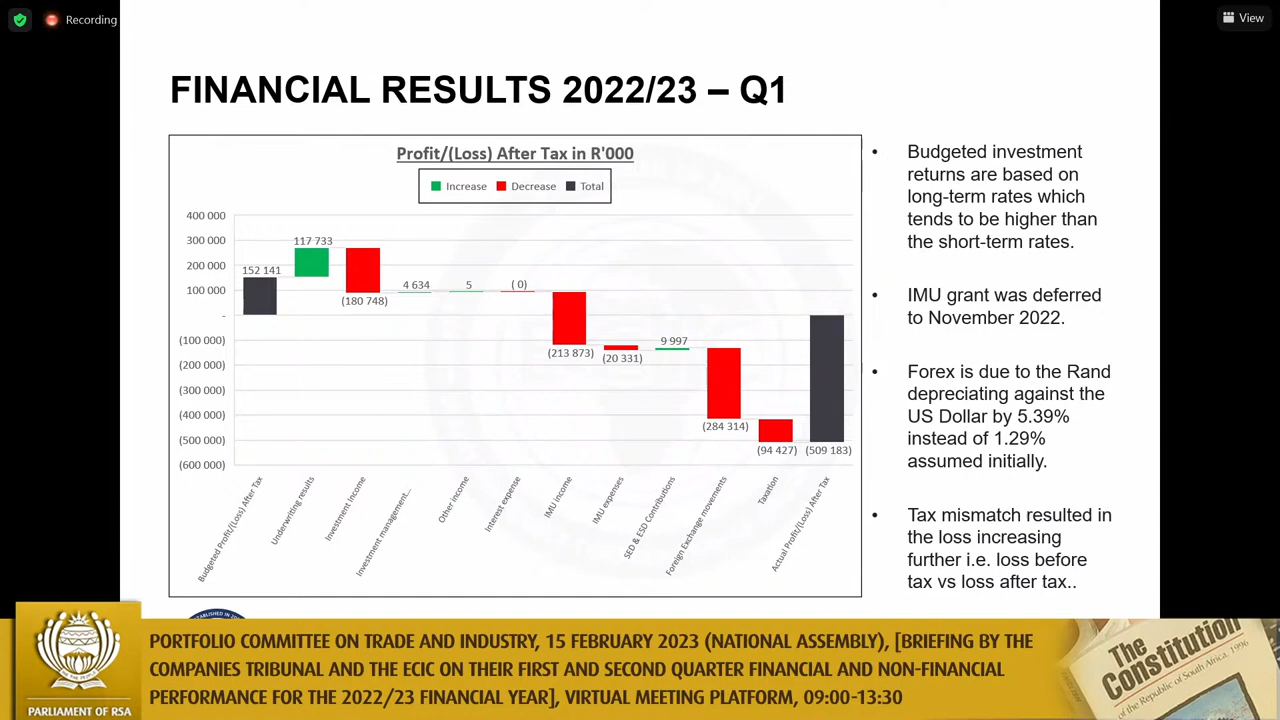 Recording
View
FINANCIAL RESULTS 2022/23 – Q1
Profit/(Loss) After Tax in R'000
Increase Decrease Total
400 000
300 000
200 000
100 000
-
(100 000)
(200 000)
(300 000)
(400 000)
(500 000)
(600 000)
152 141
117 733
(180 748)
4 634
5
( 0)
(213 873)
(20 331)
9 997
(284 314)
(94 427)
(509 183)
Budgeted Profit/(Loss) After Tax
Underwriting results
Investment Income
Investment management...
Other income
Interest expense
IMU income
IMU expenses
SED & ESD Contributions
Foreign Exchange movements
Taxation
Actual Profit/(Loss) After Tax
• Budgeted investment
returns are based on
long-term rates which
tends to be higher than
the short-term rates.
• IMU grant was deferred
to November 2022.
• Forex is due to the Rand
depreciating against the
US Dollar by 5.39%
instead of 1.29%
assumed initially.
• Tax mismatch resulted in
the loss increasing
further i.e. loss before
tax vs loss after tax..
ESTABLISHED IN
PORTFOLIO COMMITTEE ON TRADE AND INDUSTRY, 15 FEBRUARY 2023 (NATIONAL ASSEMBLY), [BRIEFING BY THE
COMPANIES TRIBUNAL AND THE ECIC ON THEIR FIRST AND SECOND QUARTER FINANCIAL AND NON-FINANCIAL
PERFORMANCE FOR THE 2022/23 FINANCIAL YEAR], VIRTUAL MEETING PLATFORM, 09:00-13:30
PARLIAMENT OF RSA
The
Constitution
of the Republic of South Africa, 1996